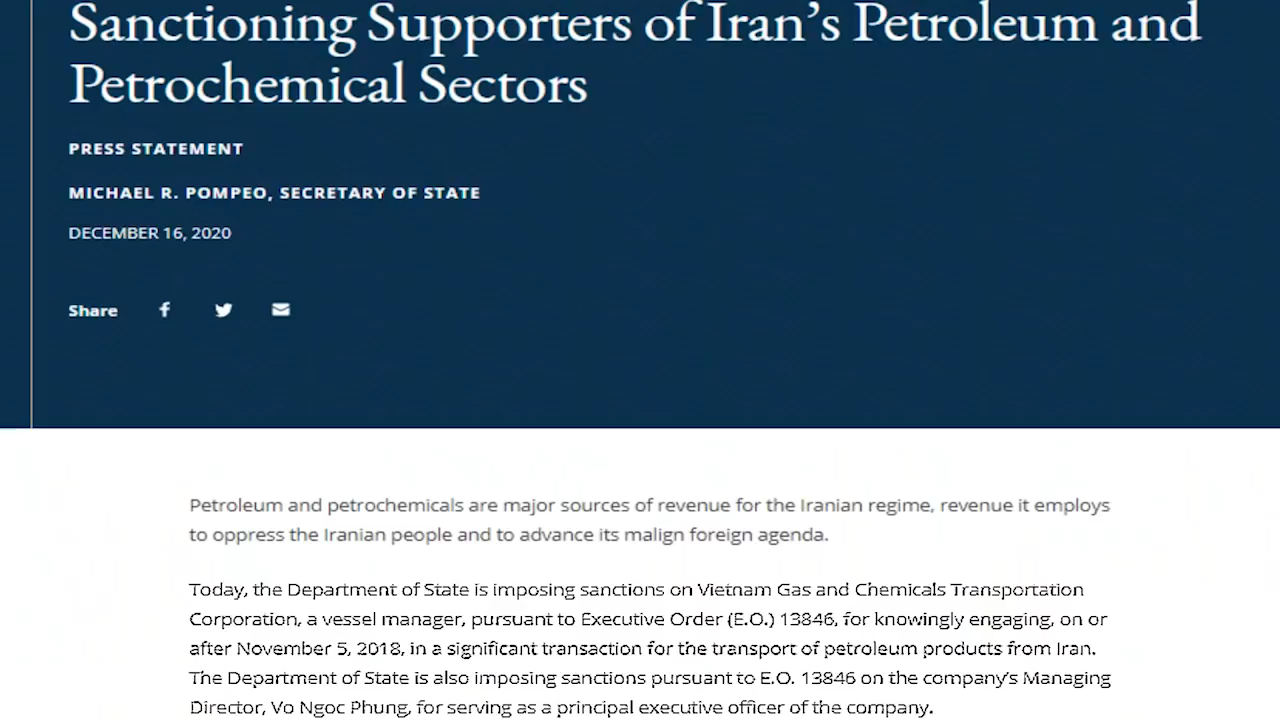 Sanctioning Supporters of Iran’s Petroleum and
Petrochemical Sectors
PRESS STATEMENT
MICHAEL R. POMPEO, SECRETARY OF STATE
DECEMBER 16, 2020
Share
Petroleum and petrochemicals are major sources of revenue for the Iranian regime, revenue it employs
to oppress the Iranian people and to advance its malign foreign agenda.
Today, the Department of State is imposing sanctions on Vietnam Gas and Chemicals Transportation
Corporation, a vessel manager, pursuant to Executive Order (E.O.) 13846, for knowingly engaging, on or
after November 5, 2018, in a significant transaction for the transport of petroleum products from Iran.
The Department of State is also imposing sanctions pursuant to E.O. 13846 on the company’s Managing
Director, Vo Ngoc Phung, for serving as a principal executive officer of the company.